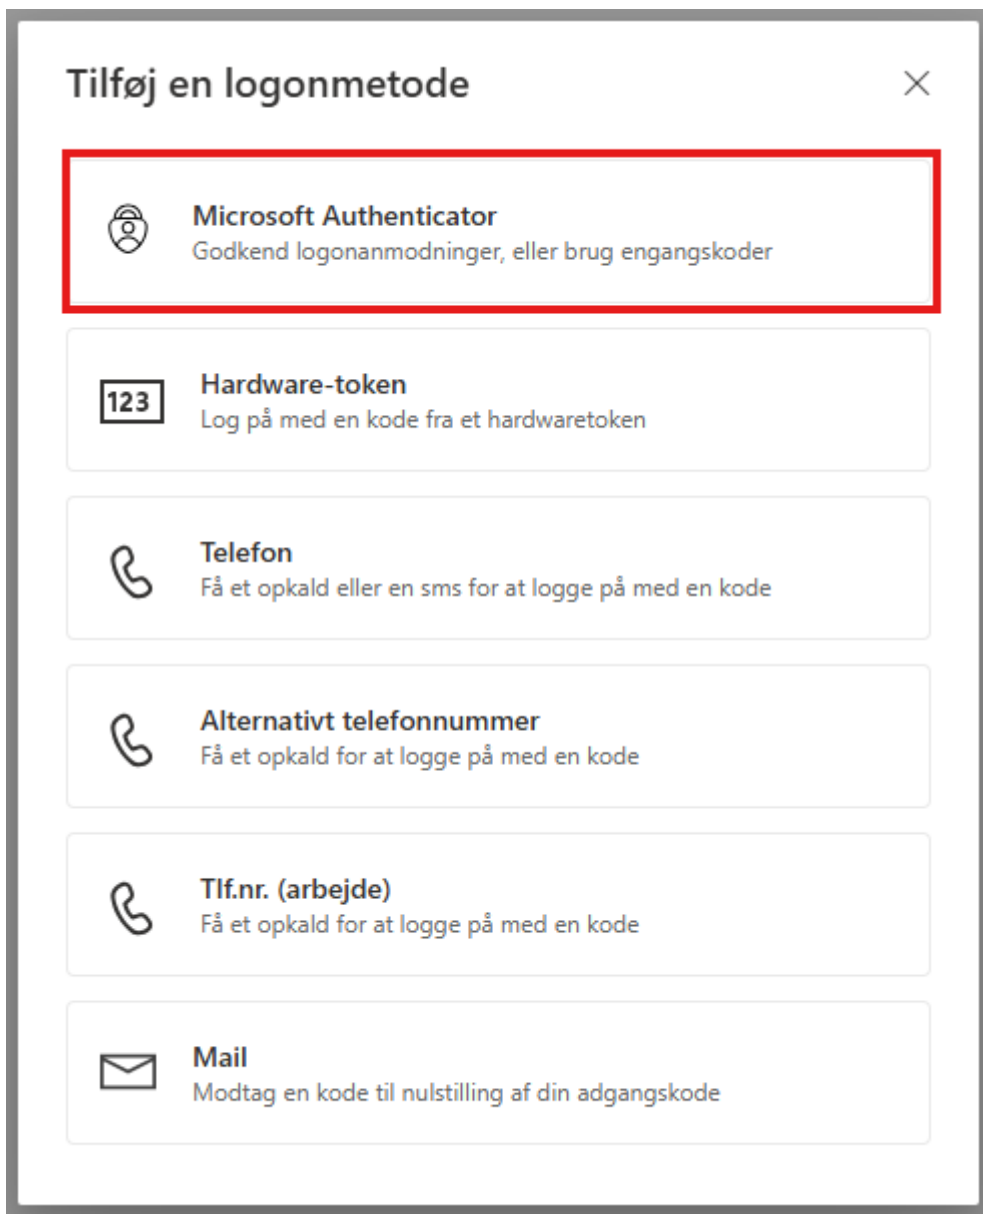 Tilføj en logonmetode
Microsoft Authenticator
Godkend logonanmodninger, eller brug engangskoder
123
Hardware-token
Log på med en kode fra et hardwaretoken
Telefon
Få et opkald eller en sms for at logge på med en kode
Alternativt telefonnummer
Få et opkald for at logge på med en kode
Tlf.nr. (arbejde)
Få et opkald for at logge på med en kode
Mail
Modtag en kode til nulstilling af din adgangskode